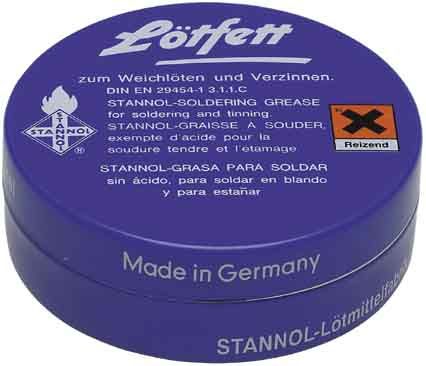 Lötfett
zum Weichlöten und Verzinnen.
DIN EN 29454-1 3.1.1.C
STANNOL-SOLDERING GREASE
for soldering and tinning.
STANNOL-GRAISSE A SOUDER,
exempte d'acide pour la
soudure tendre et l'etamage
STANNOL-GRASA PARA SOLDAR
sin ácido, para soldar en blando
y para estañar
STANNOL
STANNOL
®
Reizend
Made in Germany
STANNOL-Lötmittelfabri